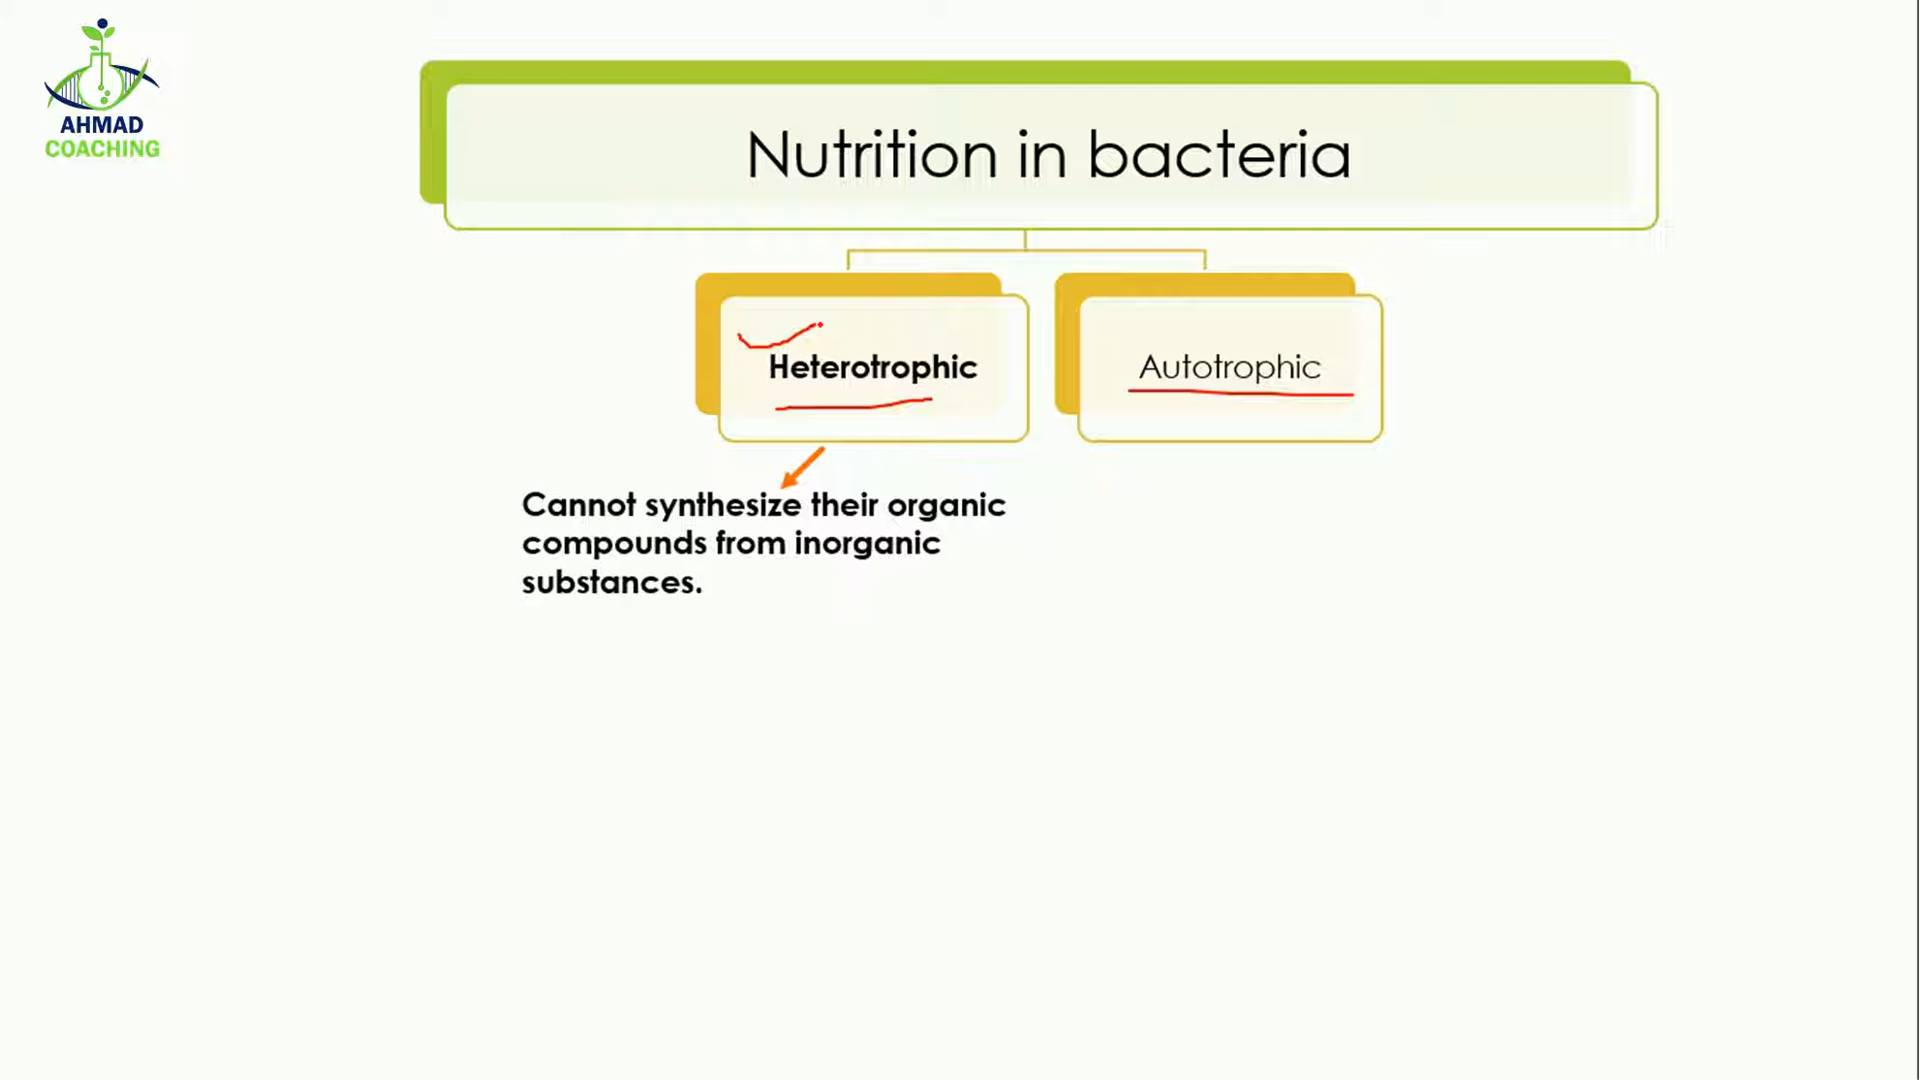 AHMAD
COACHING
Nutrition in bacteria
Heterotrophic
Autotrophic
Cannot synthesize their organic
compounds from inorganic
substances.